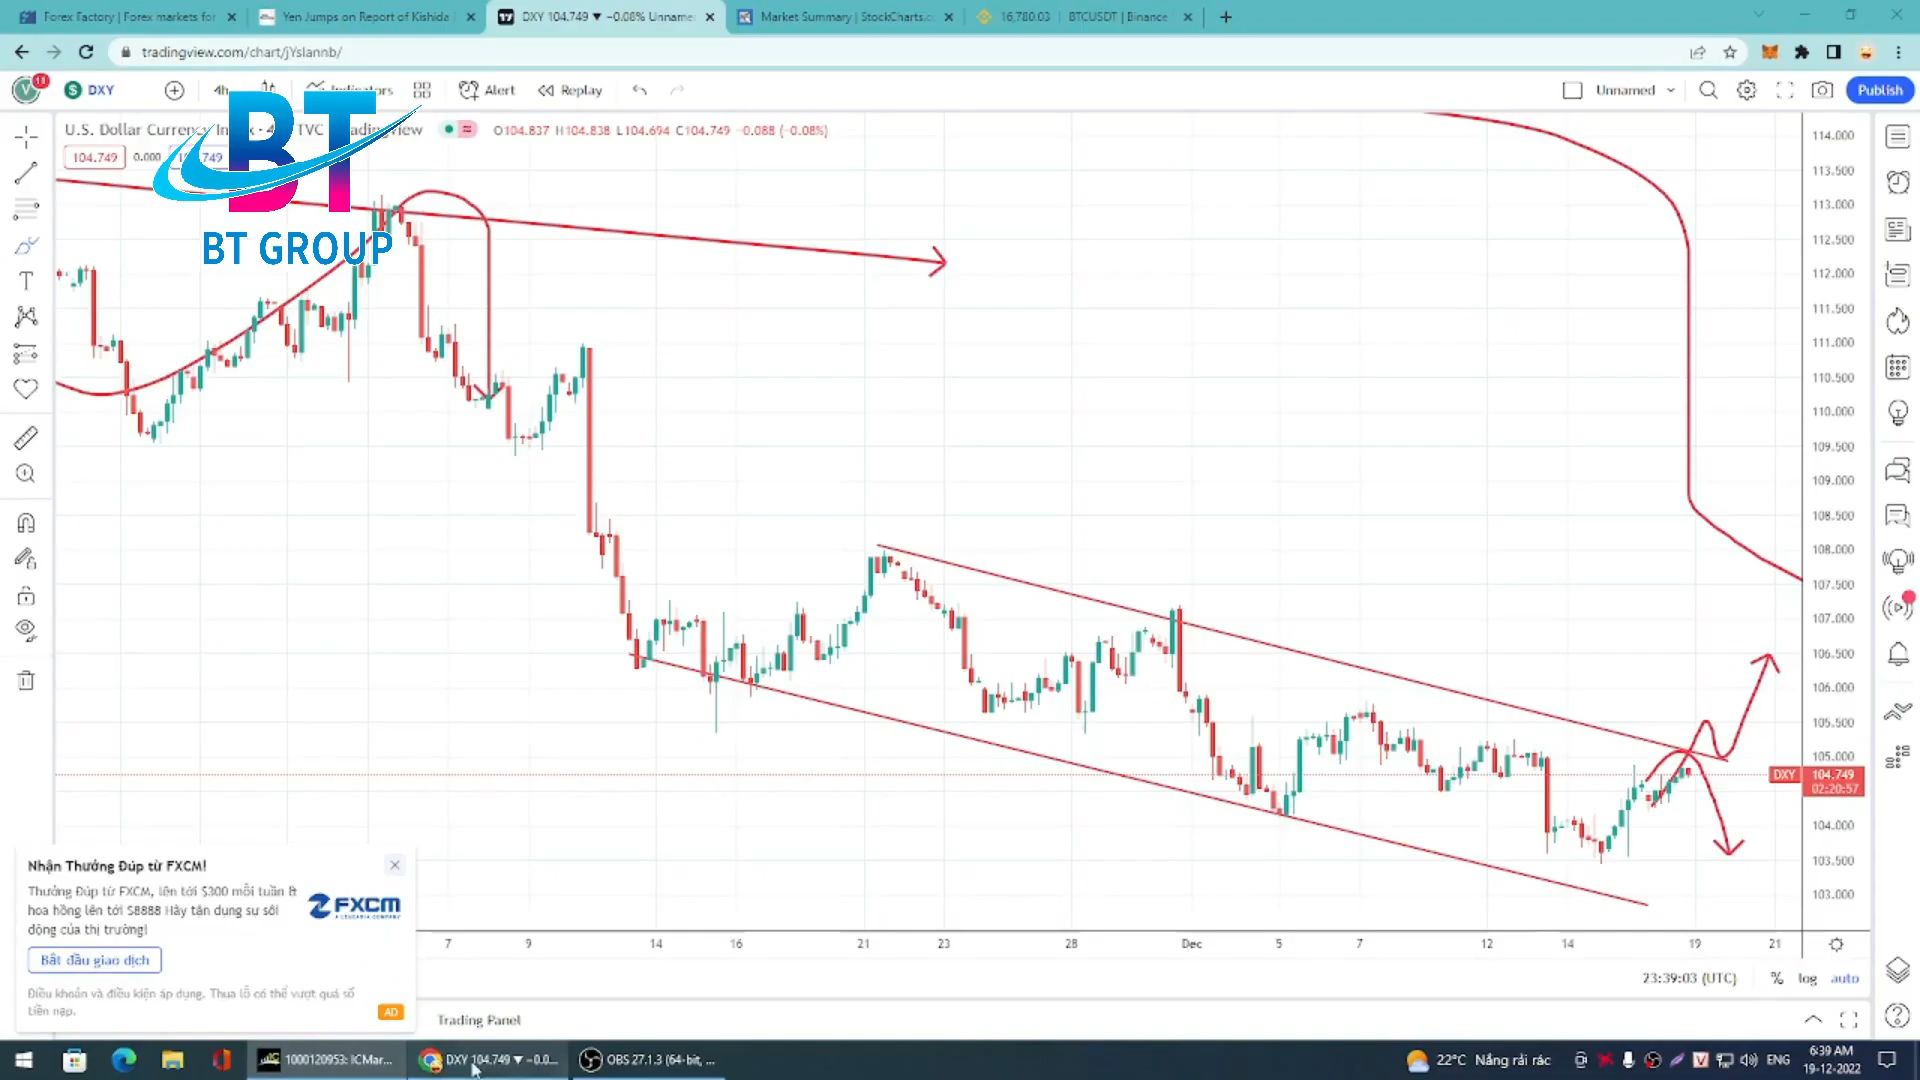 Forex Factory | Forex markets for
Yen Jumps on Report of Kishida
DXY 104.749 ▼ −0.08% Unname
Market Summary | StockCharts.c
16,780.03 | BTCUSDT | Binance
tradingview.com/chart/jYslannb/
11
V
DXY
4h
Indicators
Alert
Replay
Unnamed
Publish
U.S. Dollar Currency
TVC
O104.837 H104.838 L104.694 C104.749 −0.088 (−0.08%)
104.749
0.000
BT
BT GROUP
114.000
113.500
113.000
112.500
112.000
111.500
111.000
110.500
110.000
109.500
109.000
108.500
108.000
107.500
107.000
106.500
106.000
105.500
105.000
DXY 104.749
02:20:57
104.000
103.500
103.000
Nhận Thưởng Đúp từ FXCM!
Thưởng Đúp từ FXCM, lên tới $300 mỗi tuần &
hoa hồng lên tới $8888 Hãy tận dụng sự sôi
động của thị trường!
FXCM
A LEUCADIA COMPANY
Bắt đầu giao dịch
Điều khoản và điều kiện áp dụng. Thua lỗ có thể vượt quá số
tiền nạp.
AD
7 9 14 16 21 23 28 Dec 5 7 12 14 19 21
23:39:03 (UTC) % log auto
Trading Panel
1000120953: ICMar...
DXY 104.749 ▼ −0.0...
OBS 27.1.3 (64-bit, ...
22°C Nắng rải rác
ENG
6:39 AM
19-12-2022